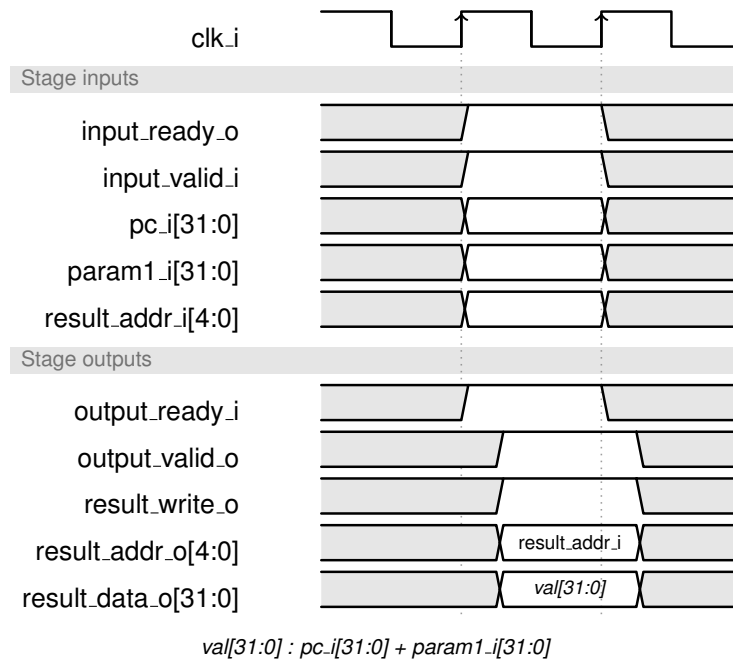 clk_i
Stage inputs
input_ready_o
input_valid_i
pc_i[31:0]
param1_i[31:0]
result_addr_i[4:0]
Stage outputs
output_ready_i
output_valid_o
result_write_o
result_addr_o[4:0] result_addr_i
result_data_o[31:0] val[31:0]
val[31:0] : pc_i[31:0] + param1_i[31:0]